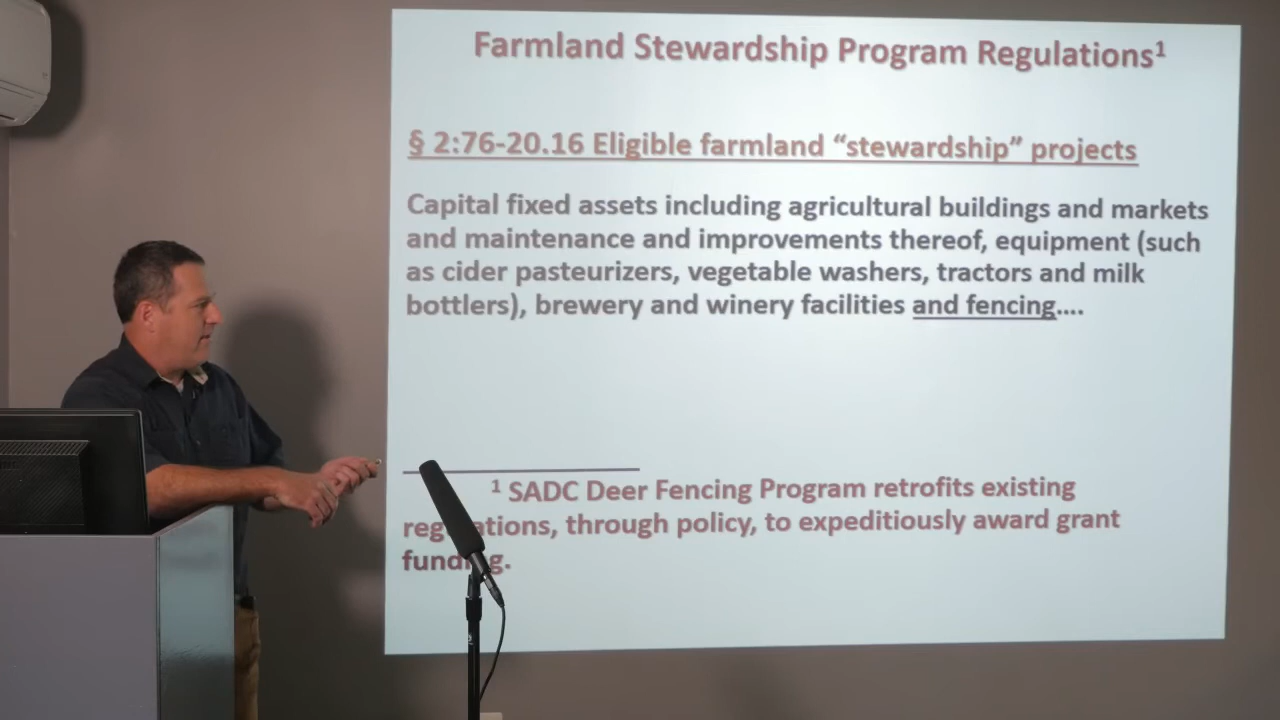 Farmland Stewardship Program Regulations¹
§ 2:76-20.16 Eligible farmland “stewardship” projects
Capital fixed assets including agricultural buildings and markets
and maintenance and improvements thereof, equipment (such
as cider pasteurizers, vegetable washers, tractors and milk
bottlers), brewery and winery facilities and fencing....
¹ SADC Deer Fencing Program retrofits existing
regulations, through policy, to expeditiously award grant
funding.